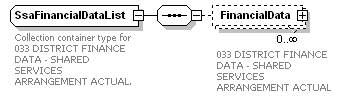 SsaFinancialDataList
FinancialData
0..∞
Collection container type for
033 DISTRICT FINANCE
DATA - SHARED
SERVICES
ARRANGEMENT ACTUAL.
033 DISTRICT FINANCE
DATA - SHARED
SERVICES
ARRANGEMENT ACTUAL